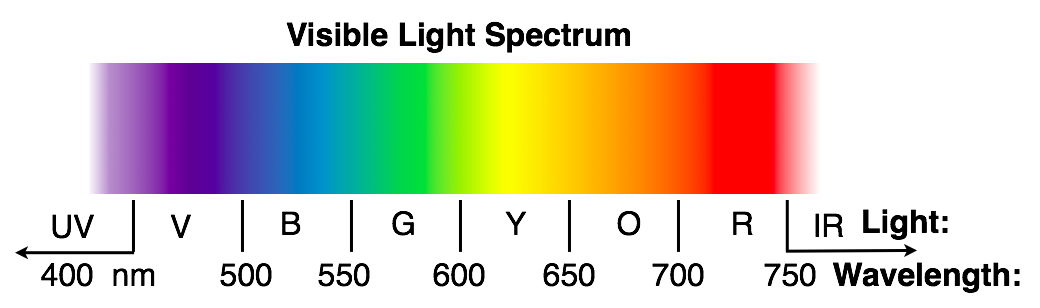 Visible Light Spectrum
UV V B G Y O R IR Light:
400 nm 500 550 600 650 700 750 Wavelength: